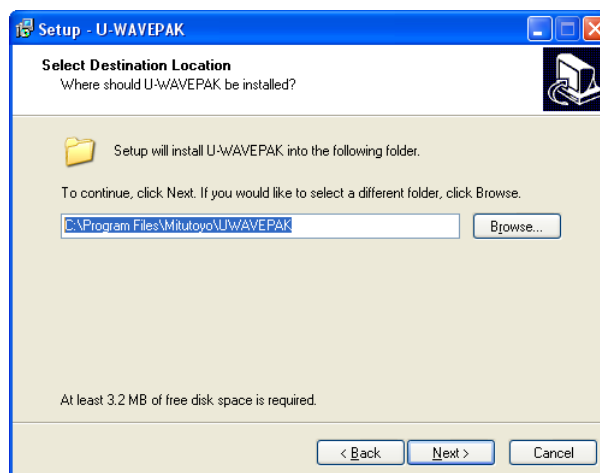 Setup - U-WAVEPAK
Select Destination Location
Where should U-WAVEPAK be installed?
Setup will install U-WAVEPAK into the following folder.
To continue, click Next. If you would like to select a different folder, click Browse.
C:\Program Files\Mitutoyo\UWAVEPAK
Browse...
At least 3.2 MB of free disk space is required.
< Back
Next >
Cancel